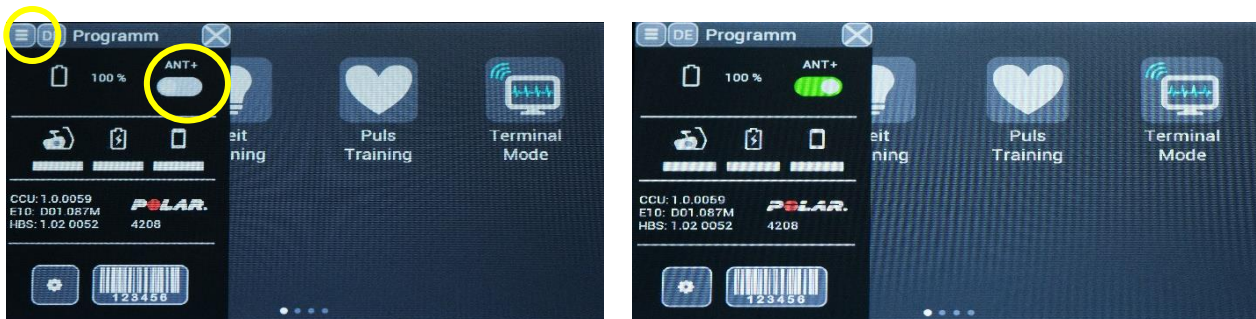 DE Programm
100 %
ANT+
eit
ning
Puls
Training
Terminal
Mode
CCU: 1.0.0059
E10: D01.087M
HBS: 1.02 0052
POLAR.
4208
123456
DE Programm
100 %
ANT+
eit
ning
Puls
Training
Terminal
Mode
CCU: 1.0.0059
E10: D01.087M
HBS: 1.02 0052
POLAR.
4208
123456